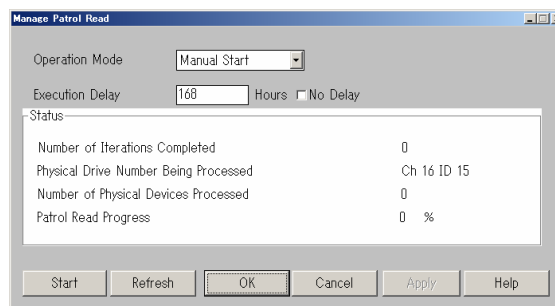 Manage Patrol Read
Operation Mode Manual Start
Execution Delay 168 Hours No Delay
Status
Number of Iterations Completed 0
Physical Drive Number Being Processed Ch 16 ID 15
Number of Physical Devices Processed 0
Patrol Read Progress 0 %
Start Refresh OK Cancel Apply Help